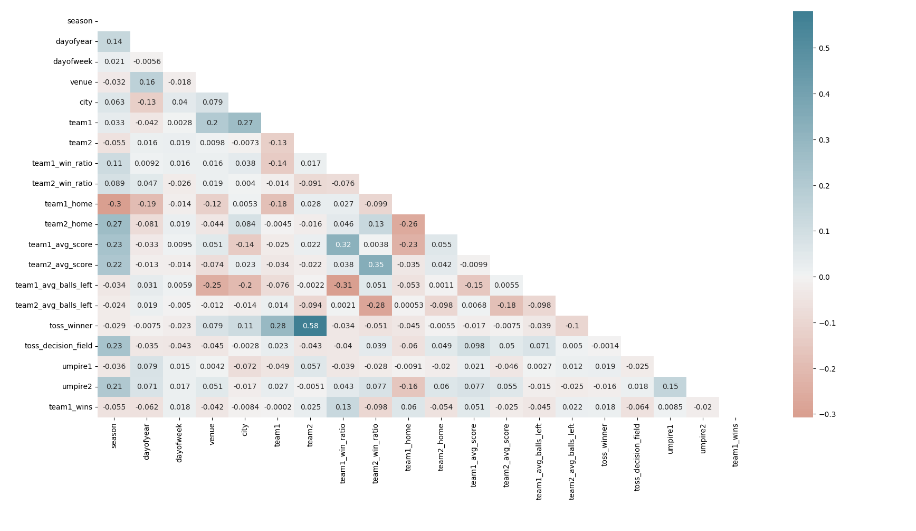 season
dayofyear 0.14
dayofweek 0.021 -0.0056
venue -0.032 0.16 -0.018
city 0.063 -0.13 0.04 0.079
team1 0.033 -0.042 0.0028 0.2 0.27
team2 -0.055 0.016 0.019 0.0098 -0.0073 -0.13
team1_win_ratio 0.11 0.0092 0.016 0.016 0.038 -0.14 0.017
team2_win_ratio 0.089 0.047 -0.026 0.019 0.004 -0.014 -0.091 -0.076
team1_home -0.3 -0.19 -0.014 -0.12 0.0053 -0.18 0.028 0.027 -0.099
team2_home 0.27 -0.081 0.019 -0.044 0.084 -0.0045 -0.016 0.046 0.13 -0.26
team1_avg_score 0.23 -0.033 0.0095 0.051 -0.14 -0.025 0.022 0.32 0.0038 -0.23 0.055
team2_avg_score 0.22 -0.013 -0.014 -0.074 0.023 -0.034 -0.022 0.038 0.35 -0.035 0.042 -0.0099
team1_avg_balls_left -0.034 0.031 0.0059 -0.25 -0.2 -0.076 -0.0022 -0.31 0.051 -0.053 -0.0011 -0.15 0.0055
team2_avg_balls_left -0.024 0.019 -0.005 -0.012 -0.014 0.014 -0.094 0.0021 -0.28 0.00053 -0.098 0.0068 -0.18 -0.098
toss_winner -0.029 -0.0075 -0.023 0.079 0.11 0.28 0.58 -0.034 -0.051 -0.045 -0.0055 -0.017 -0.0075 -0.039 -0.1
toss_decision_field 0.23 -0.035 -0.043 -0.045 -0.0028 0.023 -0.043 -0.04 0.039 -0.06 0.049 0.098 0.05 0.071 0.005 -0.0014
umpire1 -0.036 0.079 0.015 0.0042 -0.072 -0.049 0.057 -0.039 -0.028 -0.0091 -0.02 0.021 -0.046 0.0027 0.012 0.019 -0.025
umpire2 0.21 0.071 0.017 0.051 -0.017 0.027 -0.0051 0.043 0.077 -0.16 0.06 0.077 0.055 -0.015 -0.025 -0.016 0.018 0.15
team1_wins -0.055 -0.062 0.018 -0.042 -0.0084 -0.0002 0.025 0.13 -0.098 0.06 -0.054 0.051 -0.025 -0.045 0.022 0.018 -0.064 0.0085 -0.02
season dayofyear dayofweek venue city team1 team2 team1_win_ratio team2_win_ratio team1_home team2_home team1_avg_score team2_avg_score team1_avg_balls_left team2_avg_balls_left toss_winner toss_decision_field umpire1 umpire2 team1_wins
0.5
0.4
0.3
0.2
0.1
0.0
−0.1
−0.2
−0.3